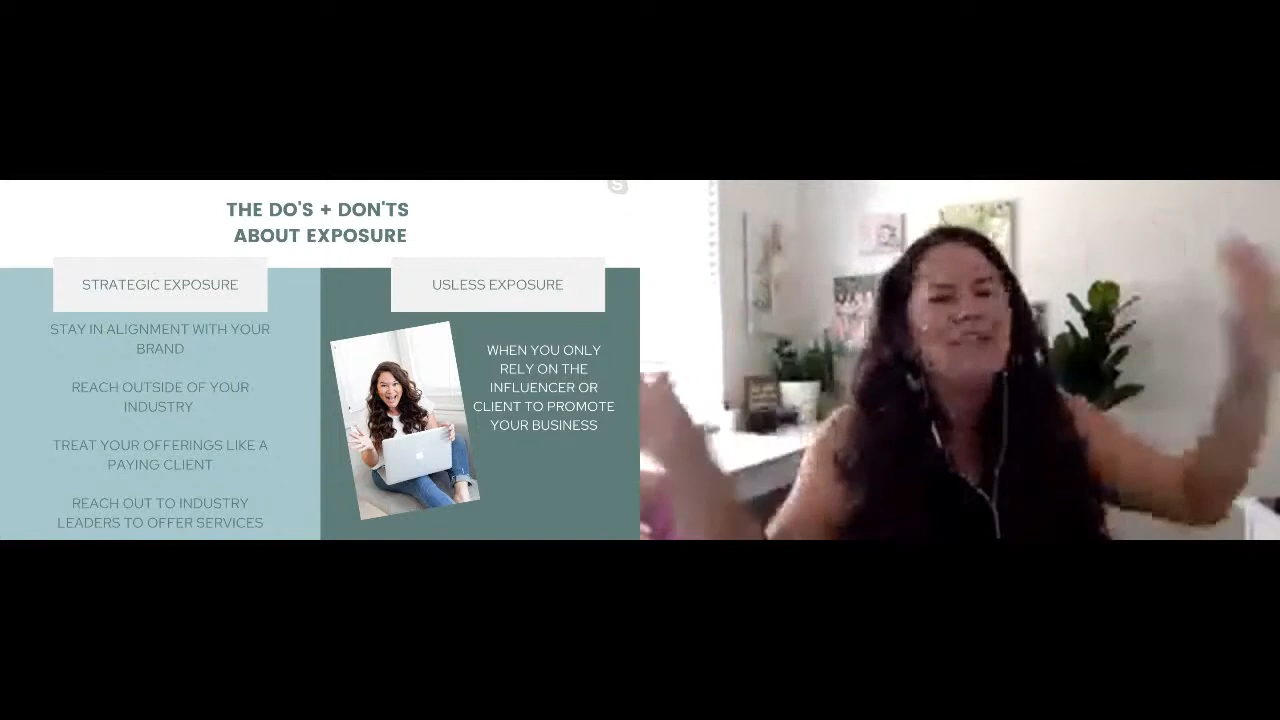 THE DO'S + DON'TS
ABOUT EXPOSURE
STRATEGIC EXPOSURE
STAY IN ALIGNMENT WITH YOUR
BRAND
REACH OUTSIDE OF YOUR
INDUSTRY
TREAT YOUR OFFERINGS LIKE A
PAYING CLIENT
REACH OUT TO INDUSTRY
LEADERS TO OFFER SERVICES
USLESS EXPOSURE
WHEN YOU ONLY
RELY ON THE
INFLUENCER OR
CLIENT TO PROMOTE
YOUR BUSINESS